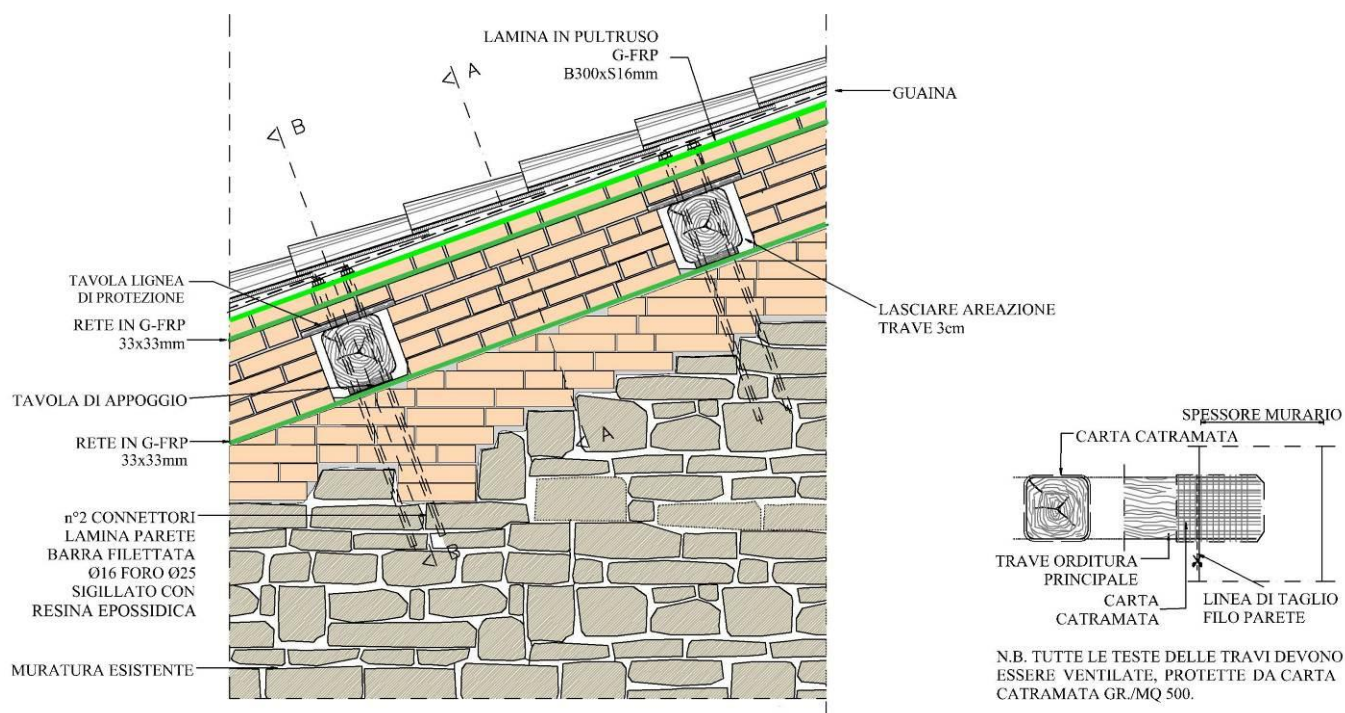 LAMINA IN PULTRUSO
G-FRP
B300xS16mm
GUAINA
A
B
TAVOLA LIGNEA
DI PROTEZIONE
RETE IN G-FRP
33x33mm
LASCIARE AREAZIONE
TRAVE 3cm
TAVOLA DI APPOGGIO
RETE IN G-FRP
33x33mm
A
n°2 CONNETTORI
LAMINA PARETE
BARRA FILETTATA
Ø16 FORO Ø25
SIGILLATO CON
RESINA EPOSSIDICA
B
MURATURA ESISTENTE
SPESSORE MURARIO
CARTA CATRAMATA
TRAVE ORDITURA
PRINCIPALE
CARTA
CATRAMATA
LINEA DI TAGLIO
FILO PARETE
N.B. TUTTE LE TESTE DELLE TRAVI DEVONO
ESSERE VENTILATE, PROTETTE DA CARTA
CATRAMATA GR./MQ 500.